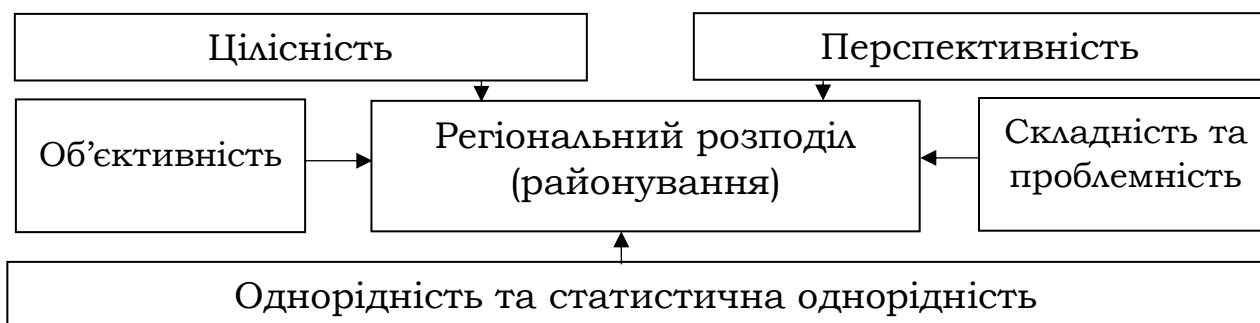 Цілісність
Перспективність
Об’єктивність
Регіональний розподіл
(районування)
Складність та
проблемність
Однорідність та статистична однорідність